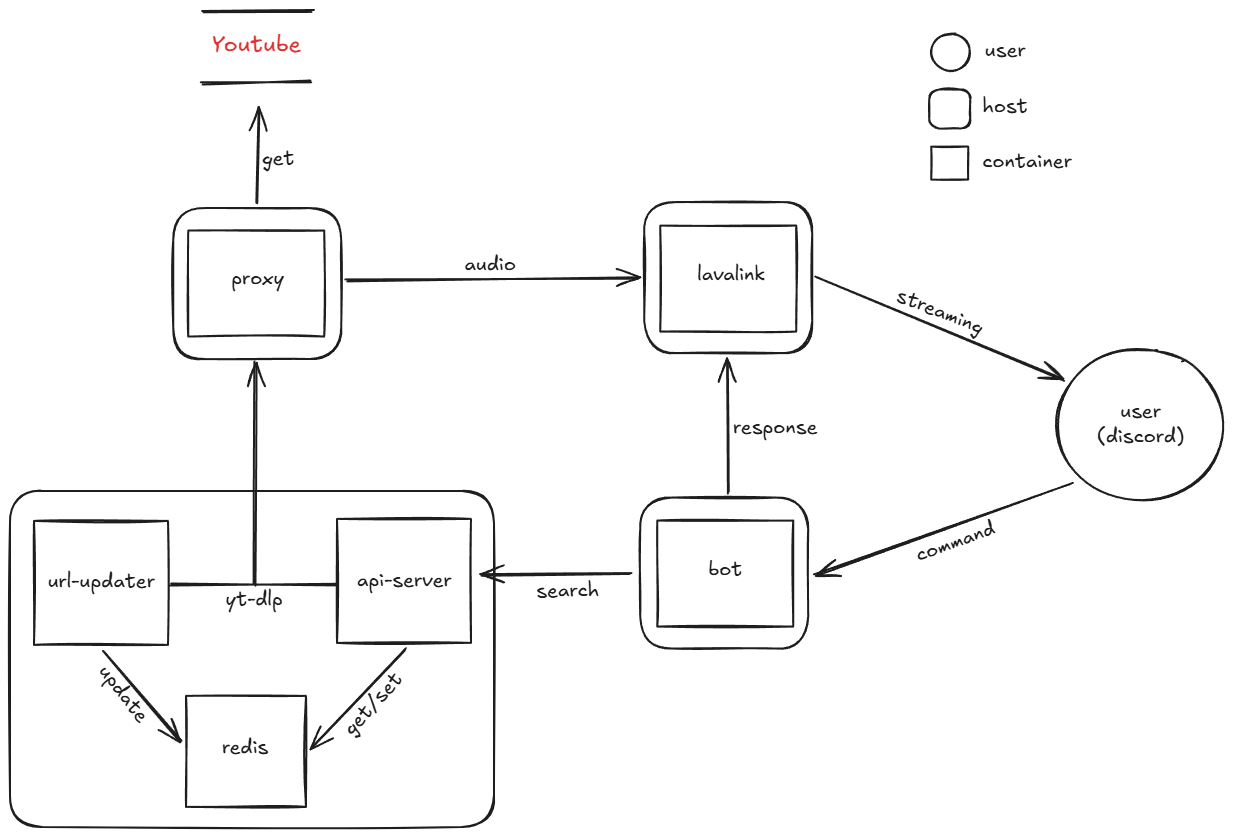 Youtube
user
host
container
get
proxy
audio
lavalink
streaming
user
(discord)
response
command
url-updater
api-server
yt-dlp
search
bot
update
get/set
redis